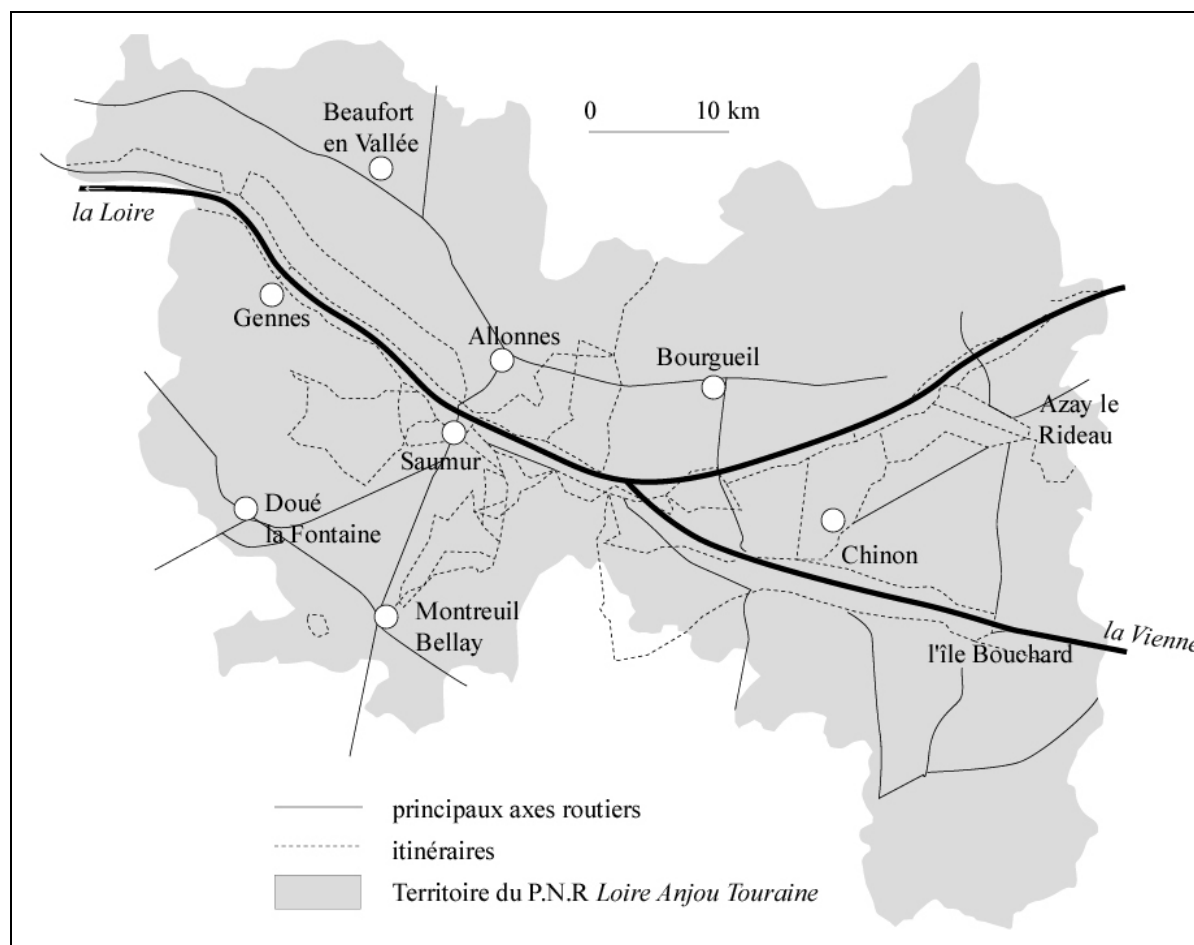 0 10 km
Beaufort
en Vallée
la Loire
Gennes
Allonnes
Bourgueil
Azay le
Rideau
Saumur
Doué
la Fontaine
Chinon
Montreuil
Bellay
la Vienne
l'île Bouchard
principaux axes routiers
itinéraires
Territoire du P.N.R Loire Anjou Touraine